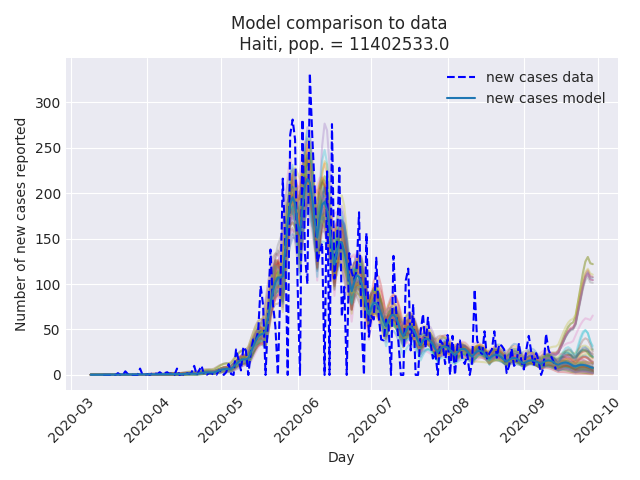 Model comparison to data
Haiti, pop. = 11402533.0
new cases data
new cases model
Number of new cases reported
300
250
200
150
100
50
0
2020-03
2020-04
2020-05
2020-06
2020-07
2020-08
2020-09
2020-10
Day